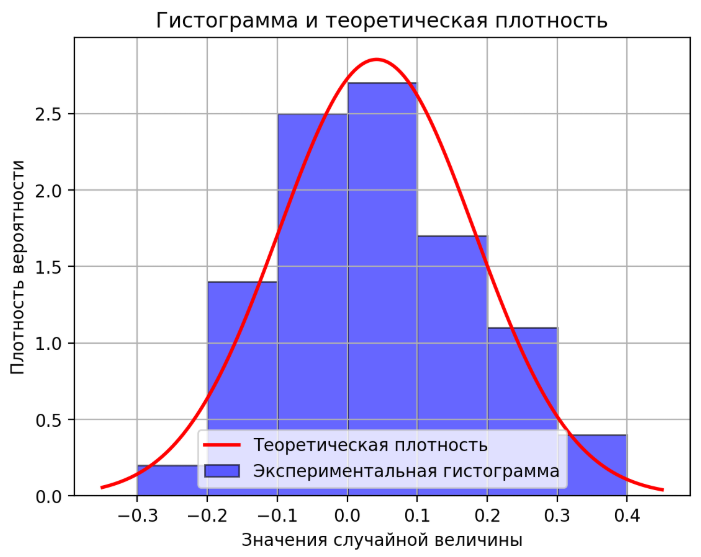 Гистограмма и теоретическая плотность
Плотность вероятности
2.5
2.0
1.5
1.0
0.5
0.0
Теоретическая плотность
Экспериментальная гистограмма
−0.3 −0.2 −0.1 0.0 0.1 0.2 0.3 0.4
Значения случайной величины